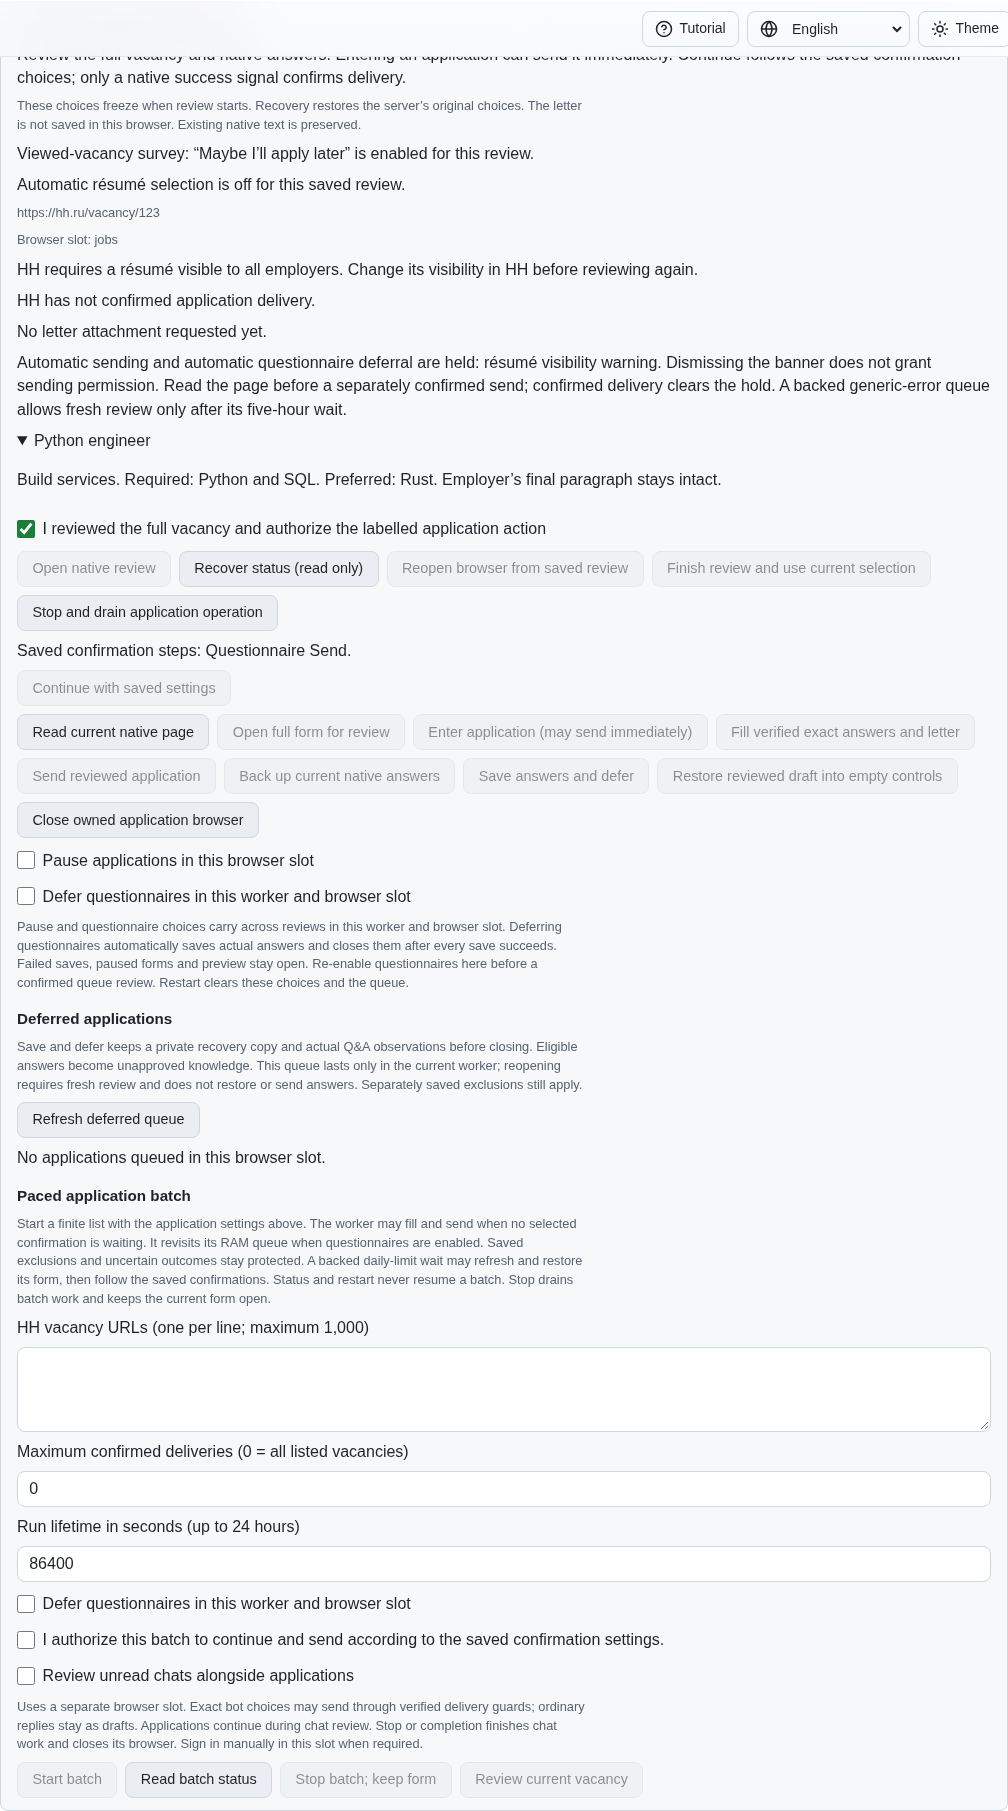 Tutorial
English
Theme
Review the full vacancy and native answers. Entering an application can send it immediately. Continue follows the saved confirmation
choices; only a native success signal confirms delivery.
These choices freeze when review starts. Recovery restores the server’s original choices. The letter
is not saved in this browser. Existing native text is preserved.
Viewed-vacancy survey: “Maybe I’ll apply later” is enabled for this review.
Automatic résumé selection is off for this saved review.
https://hh.ru/vacancy/123
Browser slot: jobs
HH requires a résumé visible to all employers. Change its visibility in HH before reviewing again.
HH has not confirmed application delivery.
No letter attachment requested yet.
Automatic sending and automatic questionnaire deferral are held: résumé visibility warning. Dismissing the banner does not grant
sending permission. Read the page before a separately confirmed send; confirmed delivery clears the hold. A backed generic-error queue
allows fresh review only after its five-hour wait.
Python engineer
Build services. Required: Python and SQL. Preferred: Rust. Employer’s final paragraph stays intact.
I reviewed the full vacancy and authorize the labelled application action
Open native review
Recover status (read only)
Reopen browser from saved review
Finish review and use current selection
Stop and drain application operation
Saved confirmation steps: Questionnaire Send.
Continue with saved settings
Read current native page
Open full form for review
Enter application (may send immediately)
Fill verified exact answers and letter
Send reviewed application
Back up current native answers
Save answers and defer
Restore reviewed draft into empty controls
Close owned application browser
Pause applications in this browser slot
Defer questionnaires in this worker and browser slot
Pause and questionnaire choices carry across reviews in this worker and browser slot. Deferring
questionnaires automatically saves actual answers and closes them after every save succeeds.
Failed saves, paused forms and preview stay open. Re-enable questionnaires here before a
confirmed queue review. Restart clears these choices and the queue.
Deferred applications
Save and defer keeps a private recovery copy and actual Q&A observations before closing. Eligible
answers become unapproved knowledge. This queue lasts only in the current worker; reopening
requires fresh review and does not restore or send answers. Separately saved exclusions still apply.
Refresh deferred queue
No applications queued in this browser slot.
Paced application batch
Start a finite list with the application settings above. The worker may fill and send when no selected
confirmation is waiting. It revisits its RAM queue when questionnaires are enabled. Saved
exclusions and uncertain outcomes stay protected. A backed daily-limit wait may refresh and restore
its form, then follow the saved confirmations. Status and restart never resume a batch. Stop drains
batch work and keeps the current form open.
HH vacancy URLs (one per line; maximum 1,000)
Maximum confirmed deliveries (0 = all listed vacancies)
0
Run lifetime in seconds (up to 24 hours)
86400
Defer questionnaires in this worker and browser slot
I authorize this batch to continue and send according to the saved confirmation settings.
Review unread chats alongside applications
Uses a separate browser slot. Exact bot choices may send through verified delivery guards; ordinary
replies stay as drafts. Applications continue during chat review. Stop or completion finishes chat
work and closes its browser. Sign in manually in this slot when required.
Start batch
Read batch status
Stop batch; keep form
Review current vacancy